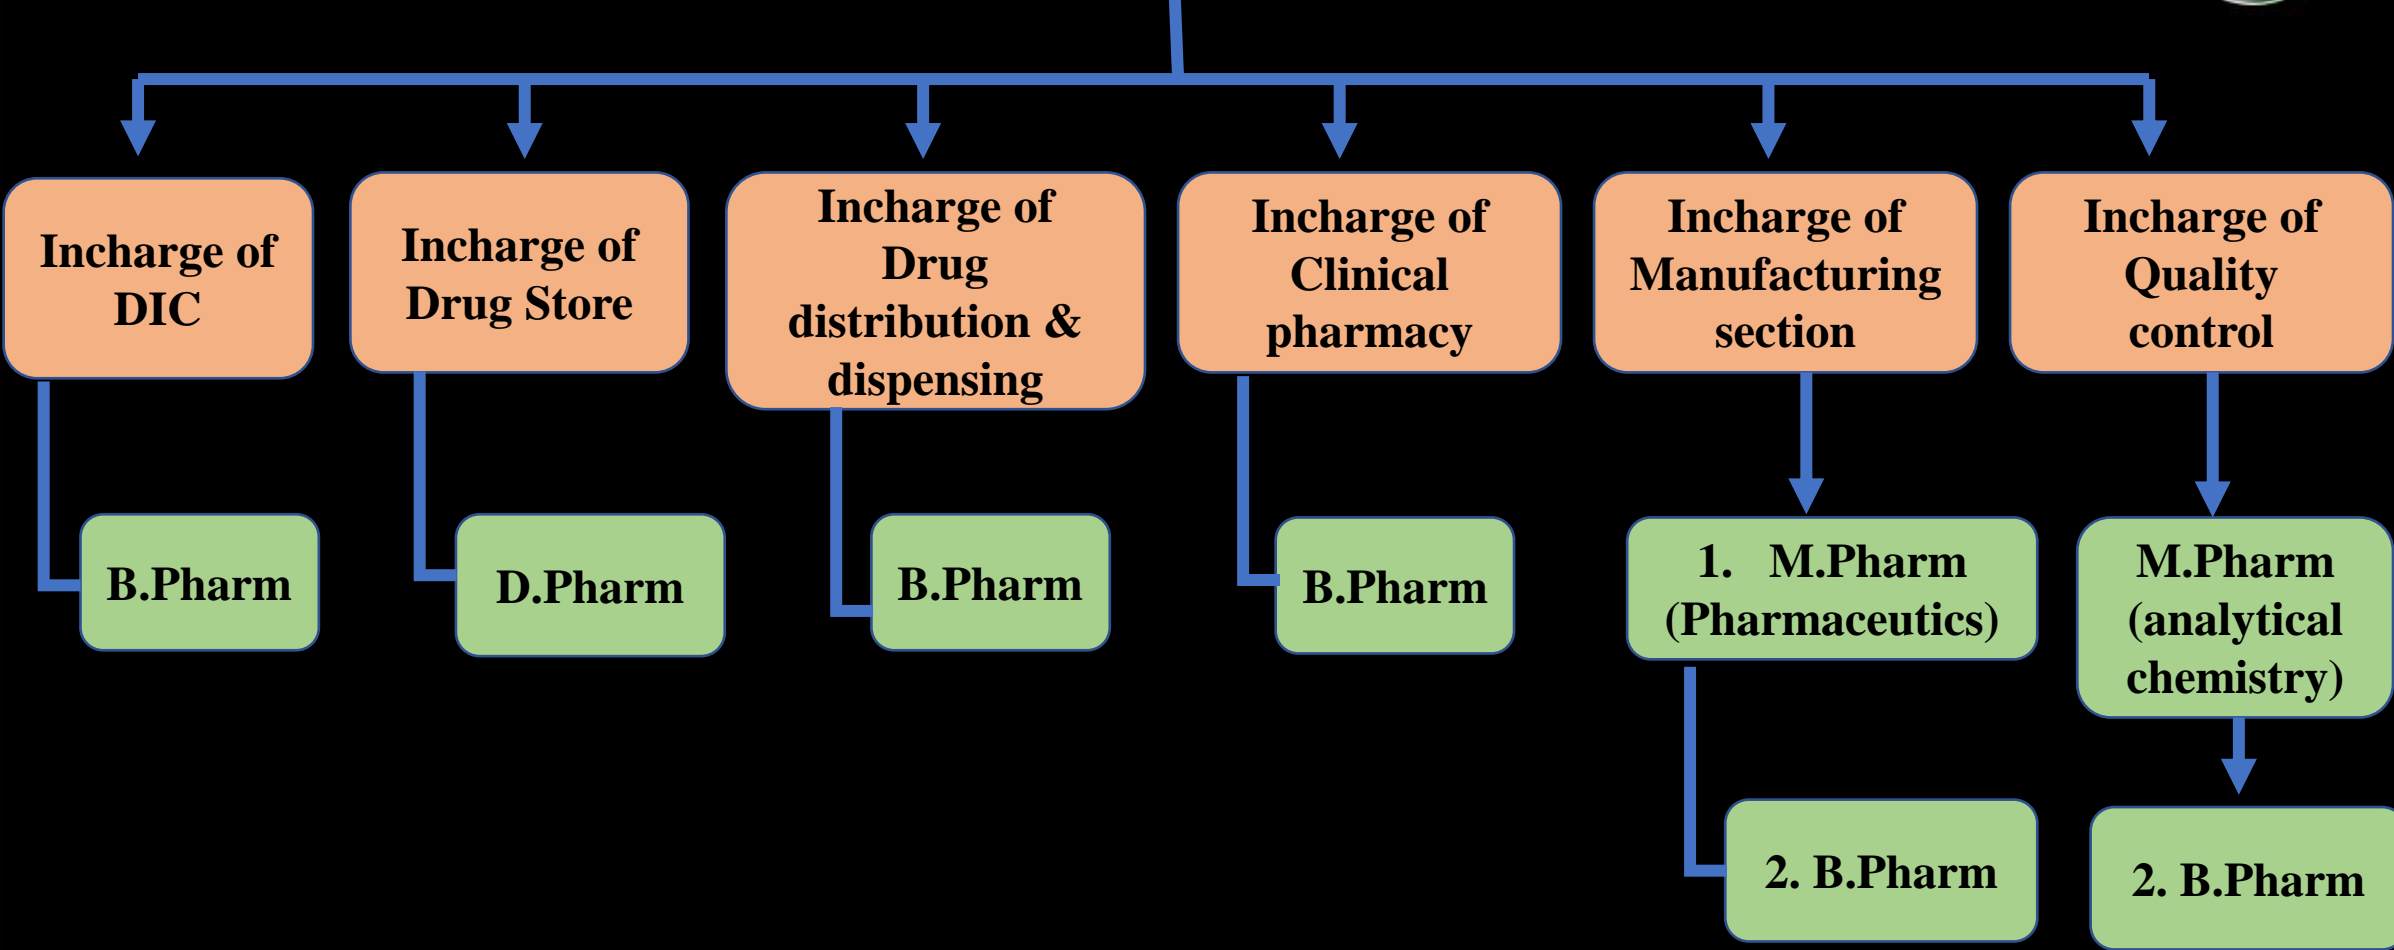 Incharge of
DIC
Incharge of
Drug Store
Incharge of
Drug
distribution &
dispensing
Incharge of
Clinical
pharmacy
Incharge of
Manufacturing
section
Incharge of
Quality
control
B.Pharm
D.Pharm
B.Pharm
B.Pharm
1. M.Pharm
(Pharmaceutics)
M.Pharm
(analytical
chemistry)
2. B.Pharm
2. B.Pharm